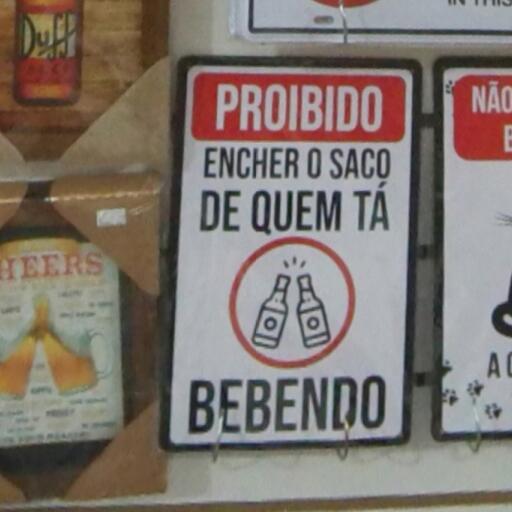 IN THIS
Duff
PROIBIDO
ENCHER O SACO
DE QUEM TÁ
BEBENDO
NÃO
HEERS
A